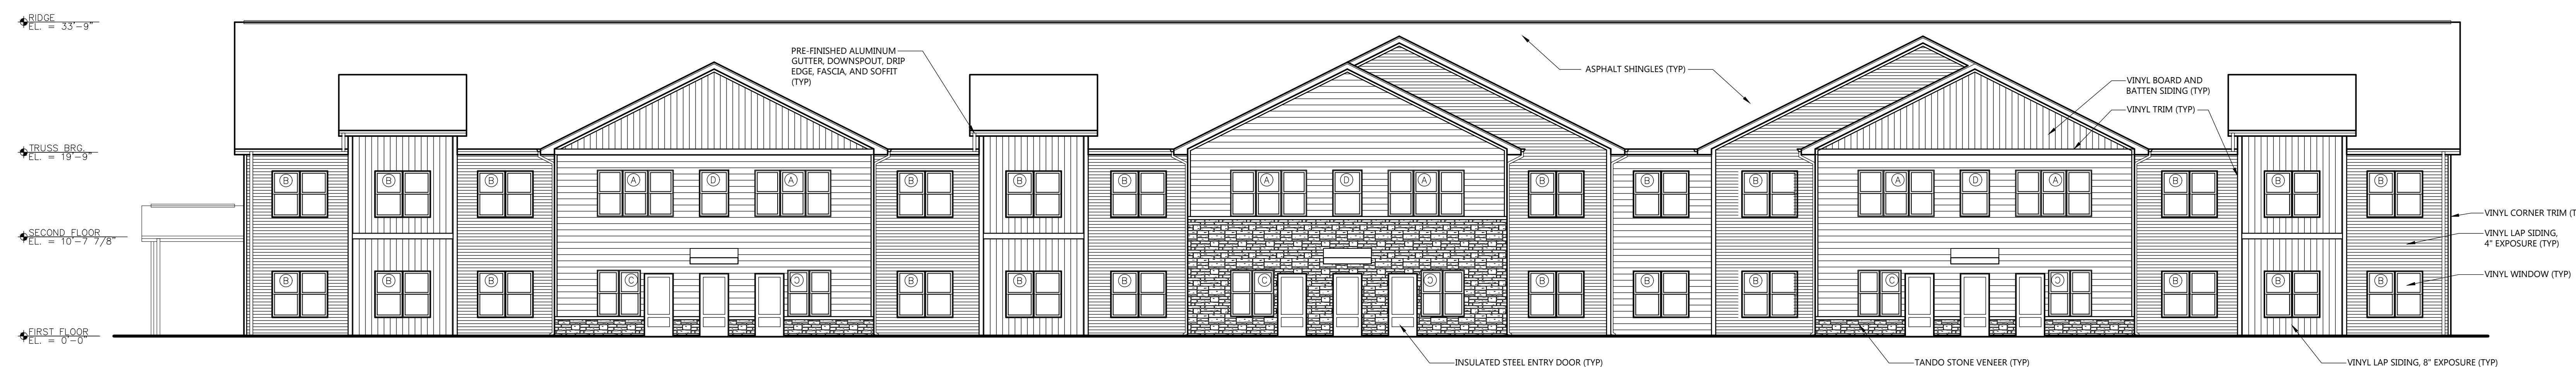 RIDGE
EL. = 33'-9"
PRE-FINISHED ALUMINUM
GUTTER, DOWNSPOUT, DRIP
EDGE, FASCIA, AND SOFFIT
(TYP)
ASPHALT SHINGLES (TYP)
VINYL BOARD AND
BATTEN SIDING (TYP)
VINYL TRIM (TYP)
TRUSS BRG.
EL. = 19'-9"
B B B A D A B B B A D A B B B A D A B B B
SECOND FLOOR
EL. = 10'-7 7/8"
VINYL CORNER TRIM (T
VINYL LAP SIDING,
4" EXPOSURE (TYP)
VINYL WINDOW (TYP)
B B B C C B B B C C B B B C C B B B
FIRST FLOOR
EL. = 0'-0"
INSULATED STEEL ENTRY DOOR (TYP)
TANDO STONE VENEER (TYP)
VINYL LAP SIDING, 8" EXPOSURE (TYP)